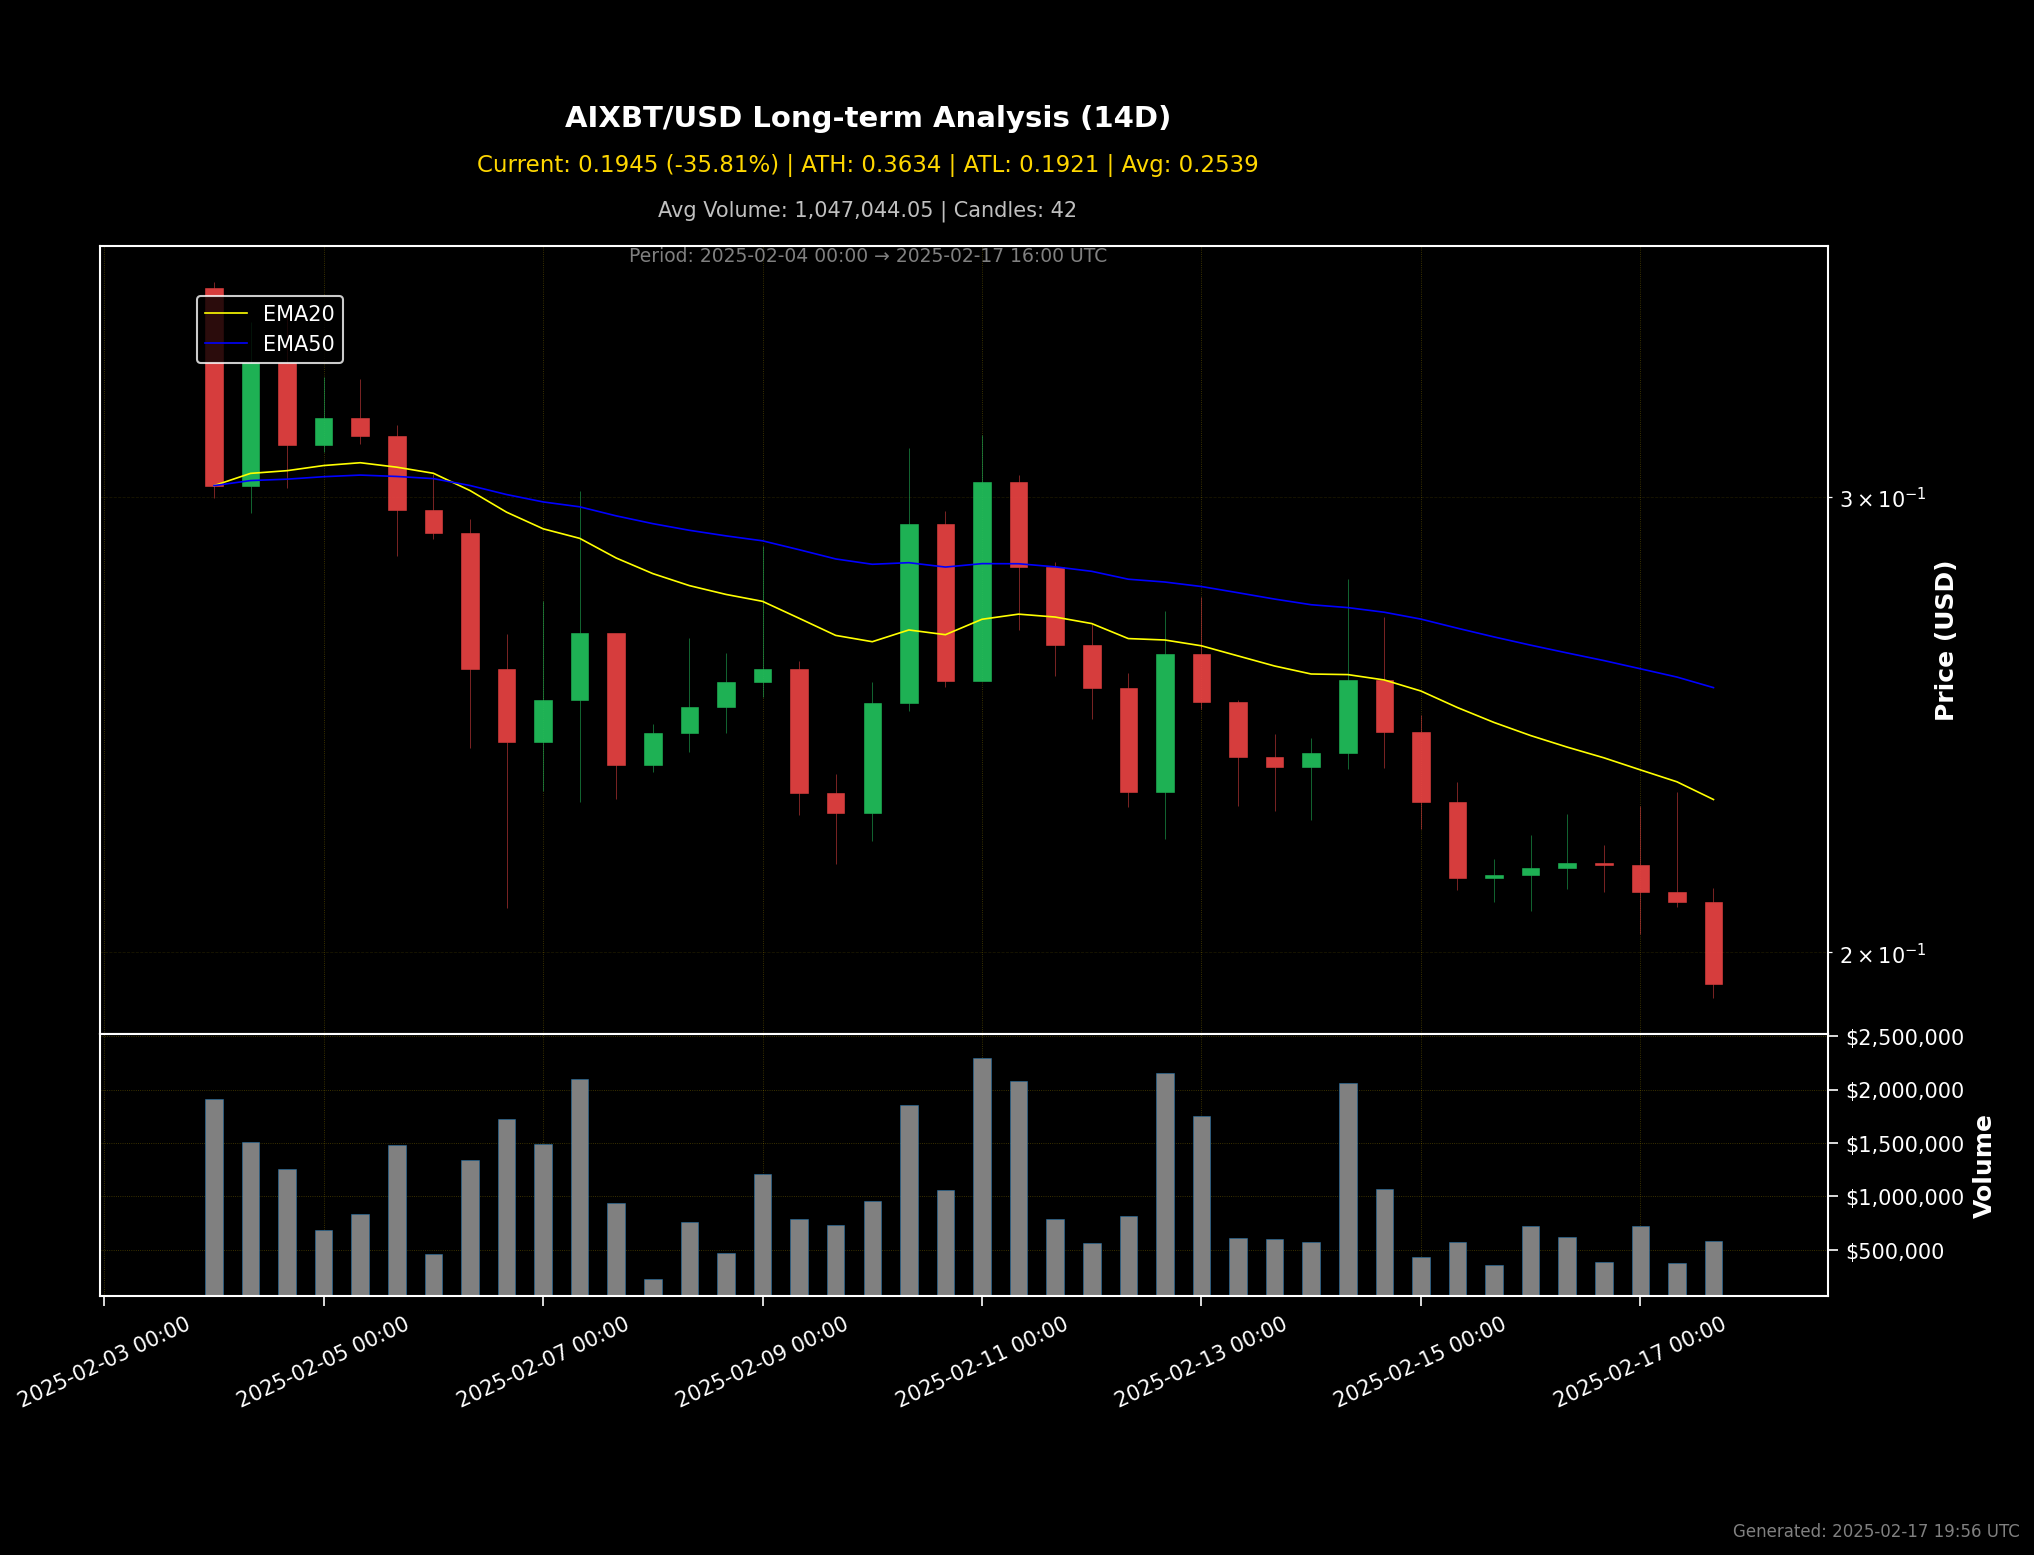 AIXBT/USD Long-term Analysis (14D)
Current: 0.1945 (-35.81%) | ATH: 0.3634 | ATL: 0.1921 | Avg: 0.2539
Avg Volume: 1,047,044.05 | Candles: 42
Period: 2025-02-04 00:00 → 2025-02-17 16:00 UTC
EMA20
EMA50
3 × 10⁻¹
2 × 10⁻¹
Price (USD)
$2,500,000
$2,000,000
$1,500,000
$1,000,000
$500,000
Volume
2025-02-03 00:00
2025-02-05 00:00
2025-02-07 00:00
2025-02-09 00:00
2025-02-11 00:00
2025-02-13 00:00
2025-02-15 00:00
2025-02-17 00:00
Generated: 2025-02-17 19:56 UTC